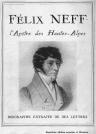 FÉLIX NEFF
l'Apôtre des Hautes-Alpes
BIOGRAPHIE EXTRAITE DE SES LETTRES